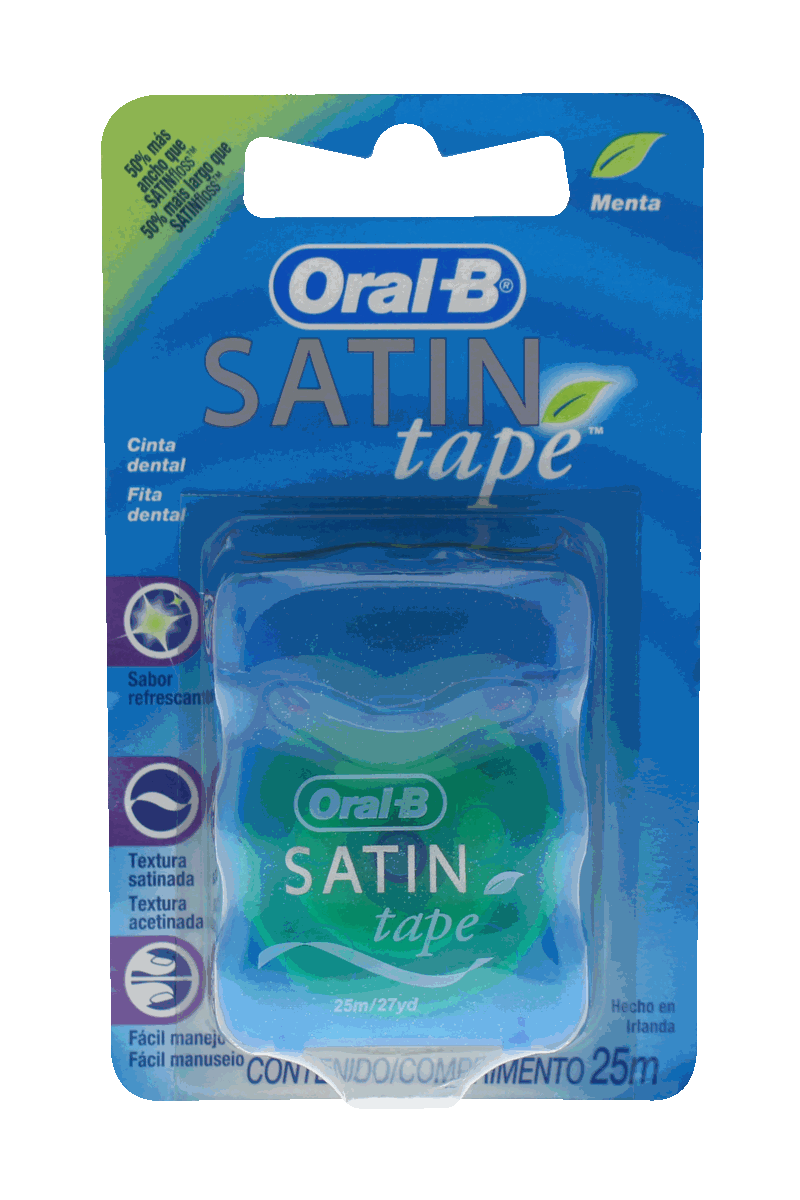 50% más
ancho que
SATINfloss™
50% mais largo que
SATINfloss™
Menta
Oral-B®
SATIN
tape™
Cinta
dental
Fita
dental
Sabor
refrescan
Textura
satinada
Textura
acetinada
Fácil manejo
Fácil manuseio
Oral-B
SATIN
tape
25m/27yd
Hecho en
Irlanda
CONTENIDO/COMPRIMENTO 25m